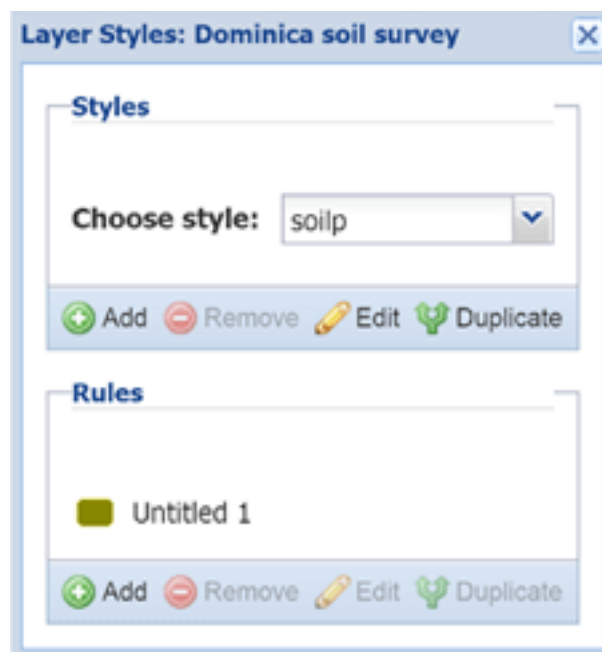 Layer Styles: Dominica soil survey
Styles
Choose style: soilp
Add Remove Edit Duplicate
Rules
Untitled 1
Add Remove Edit Duplicate